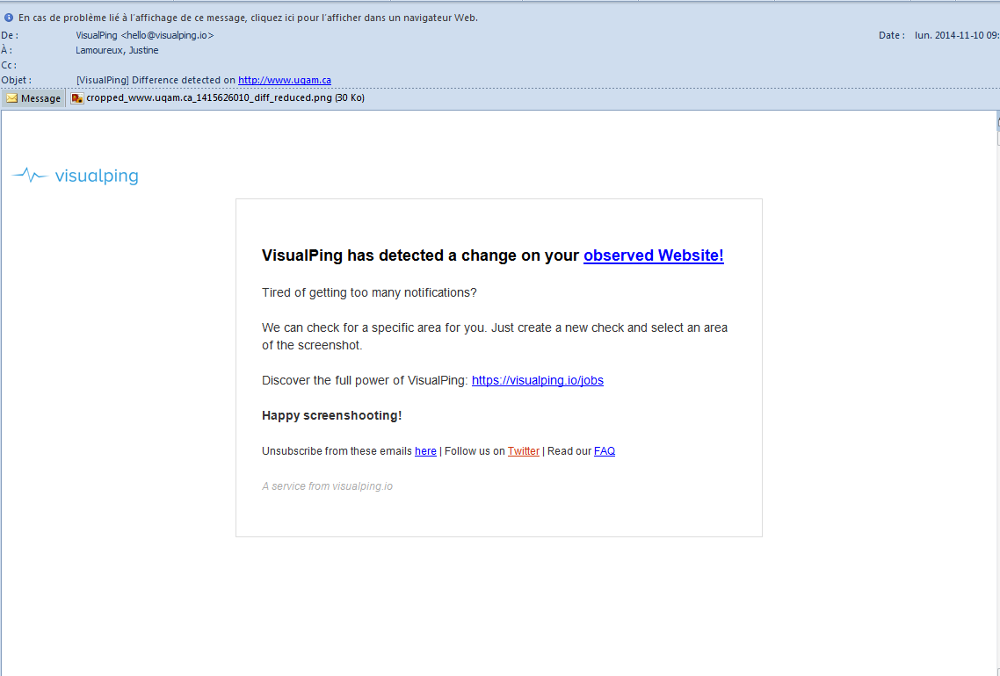 En cas de problème lié à l'affichage de ce message, cliquez ici pour l'afficher dans un navigateur Web.
De : VisualPing <hello@visualping.io> Date : lun. 2014-11-10 09:
À : Lamoureux, Justine
Cc :
Objet : [VisualPing] Difference detected on http://www.uqam.ca
Message cropped_www.uqam.ca_1415626010_diff_reduced.png (30 Ko)
visualping
VisualPing has detected a change on your observed Website!
Tired of getting too many notifications?
We can check for a specific area for you. Just create a new check and select an area
of the screenshot.
Discover the full power of VisualPing: https://visualping.io/jobs
Happy screenshooting!
Unsubscribe from these emails here | Follow us on Twitter | Read our FAQ
A service from visualping.io